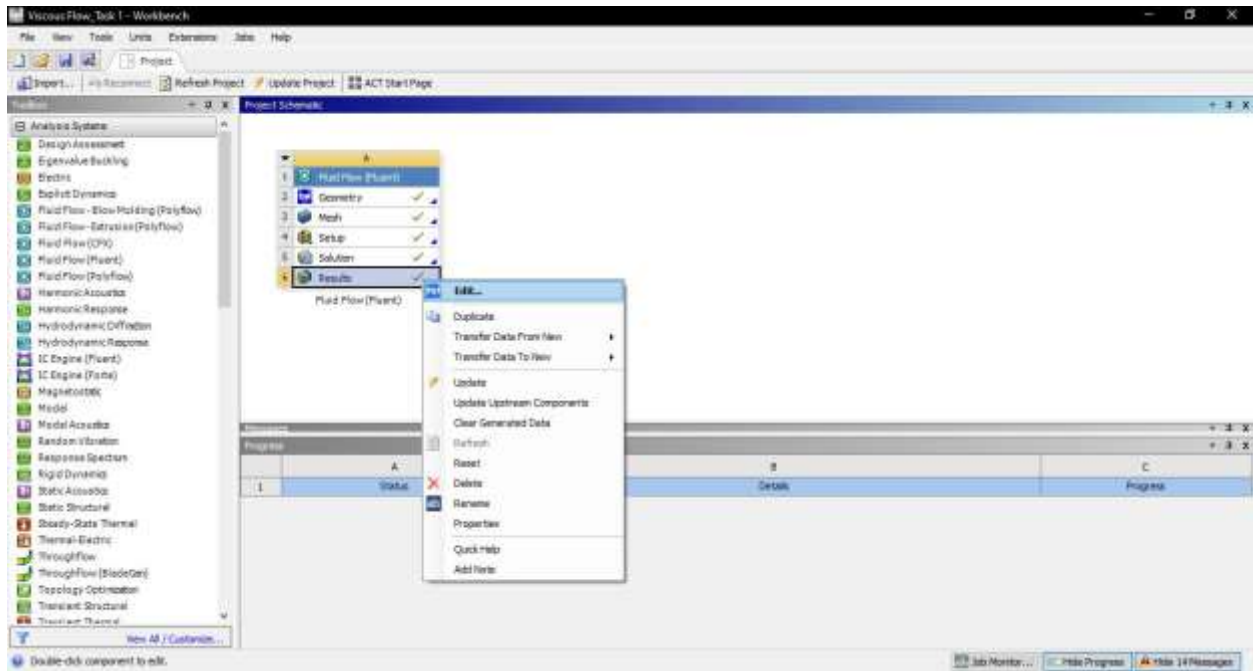 Viscous Flow_Task 1 - Workbench
File View Tools Units Extensions Jobs Help
Project
Import... Reconnect Refresh Project Update Project ACT Start Page
Toolbox
Project Schematic
Analysis Systems
Design Assessment
Eigenvalue Buckling
Electric
Explicit Dynamics
Fluid Flow - Blow Molding (Polyflow)
Fluid Flow - Extrusion (Polyflow)
Fluid Flow (CFX)
Fluid Flow (Fluent)
Fluid Flow (Polyflow)
Harmonic Acoustics
Harmonic Response
Hydrodynamic Diffraction
Hydrodynamic Response
IC Engine (Fluent)
IC Engine (Forte)
Magnetostatic
Modal
Modal Acoustics
Random Vibration
Response Spectrum
Rigid Dynamics
Static Acoustics
Static Structural
Steady-State Thermal
Thermal-Electric
Throughflow
Throughflow (BladeGen)
Topology Optimization
Transient Structural
Transient Thermal
View All / Customize...
A
1 Fluid Flow (Fluent)
2 Geometry
3 Mesh
4 Setup
5 Solution
6 Results
Fluid Flow (Fluent)
Edit...
Duplicate
Transfer Data From New
Transfer Data To New
Update
Update Upstream Components
Clear Generated Data
Refresh
Reset
Delete
Rename
Properties
Quick Help
Add Note
Messages
Progress
A B C
1 Status Details Progress
Double-click component to edit.
Job Monitor... Hide Progress Hide 14 Messages